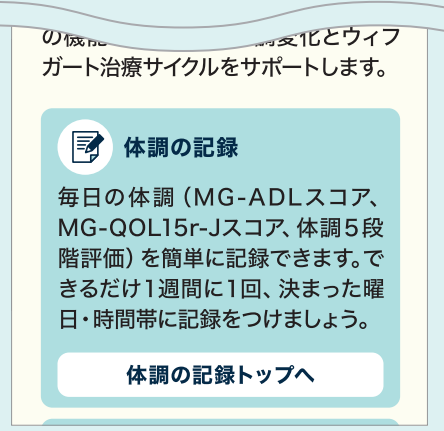 の機能 調変化とウィフ
ガート治療サイクルをサポートします。
体調の記録
毎日の体調（MG-ADLスコア、
MG-QOL15r-Jスコア、体調5段
階評価）を簡単に記録できます。で
きるだけ1週間に1回、決まった曜
日・時間帯に記録をつけましょう。
体調の記録トップへ